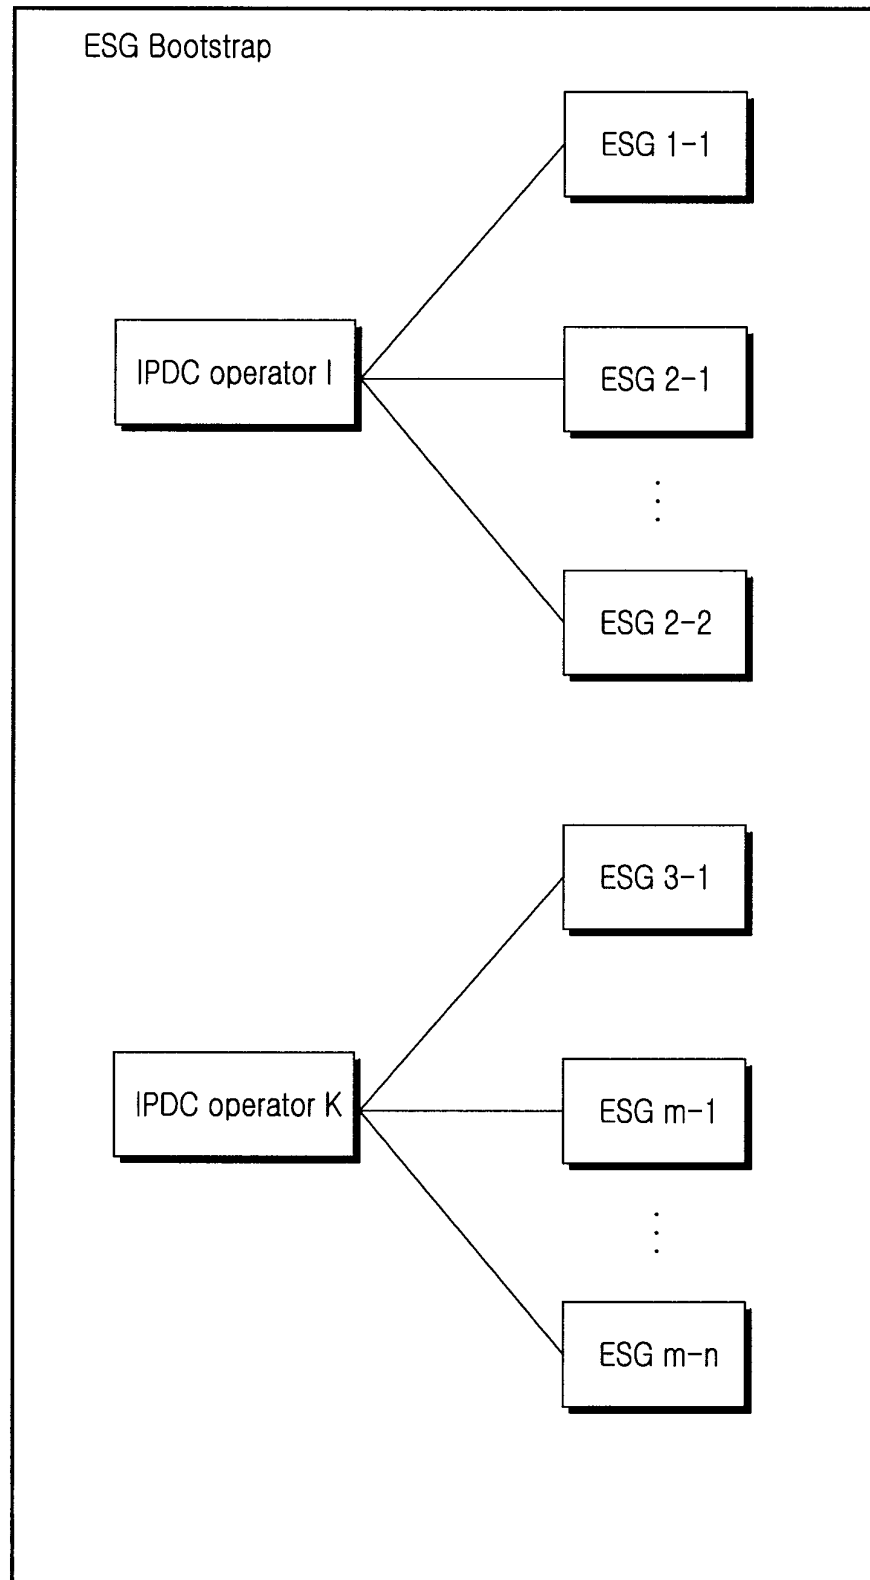 ESG Bootstrap
ESG 1-1
IPDC operator I
ESG 2-1
⋮
ESG 2-2
ESG 3-1
IPDC operator K
ESG m-1
⋮
ESG m-n